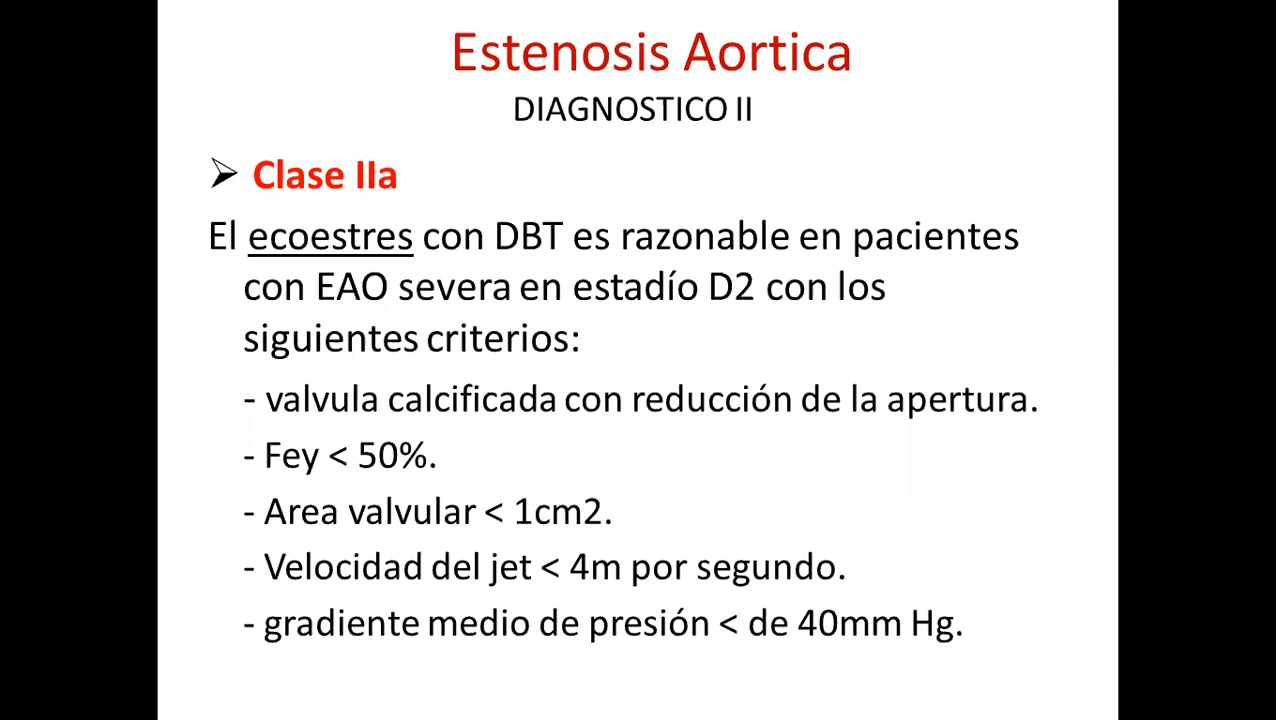 Estenosis Aortica
DIAGNOSTICO II
➢ Clase IIa
El ecoestres con DBT es razonable en pacientes
con EAO severa en estadío D2 con los
siguientes criterios:
- valvula calcificada con reducción de la apertura.
- Fey < 50%.
- Area valvular < 1cm2.
- Velocidad del jet < 4m por segundo.
- gradiente medio de presión < de 40mm Hg.